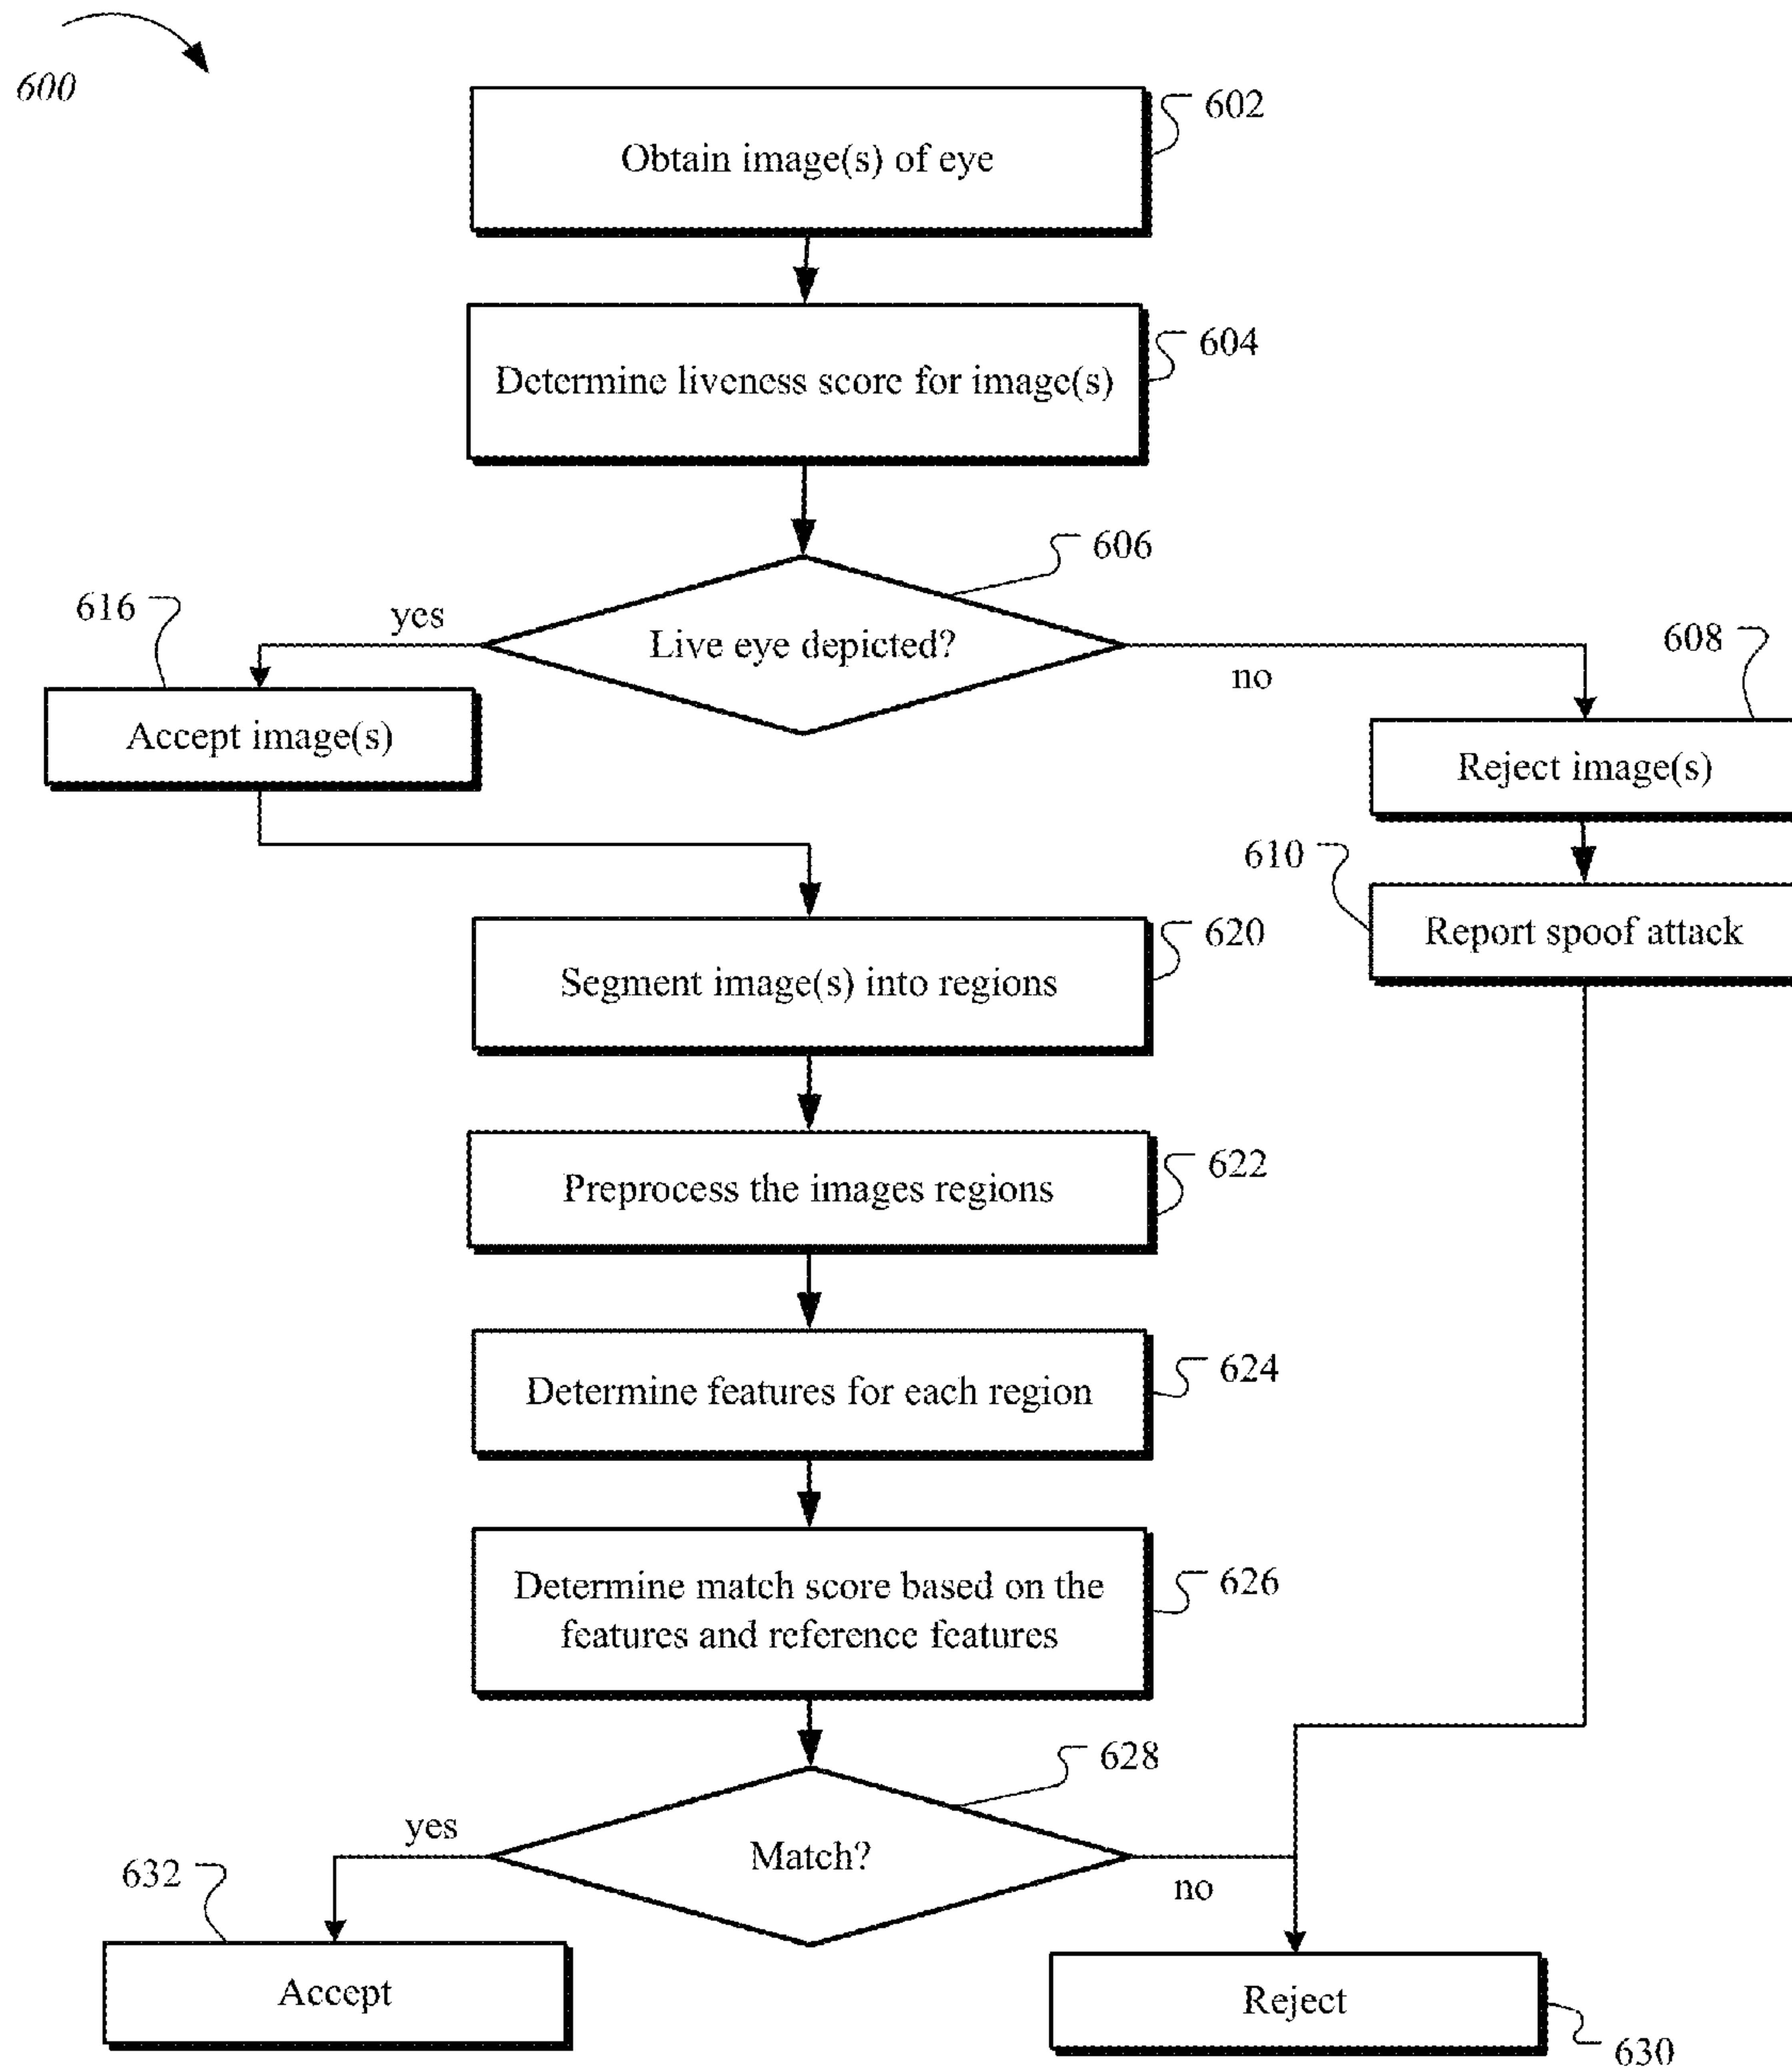 600
602
Obtain image(s) of eye
604
Determine liveness score for image(s)
606
616
yes
Live eye depicted?
no
608
Accept image(s)
Reject image(s)
610
Report spoof attack
620
Segment image(s) into regions
622
Preprocess the images regions
624
Determine features for each region
626
Determine match score based on the
features and reference features
628
yes
Match?
no
632
Accept
Reject
630